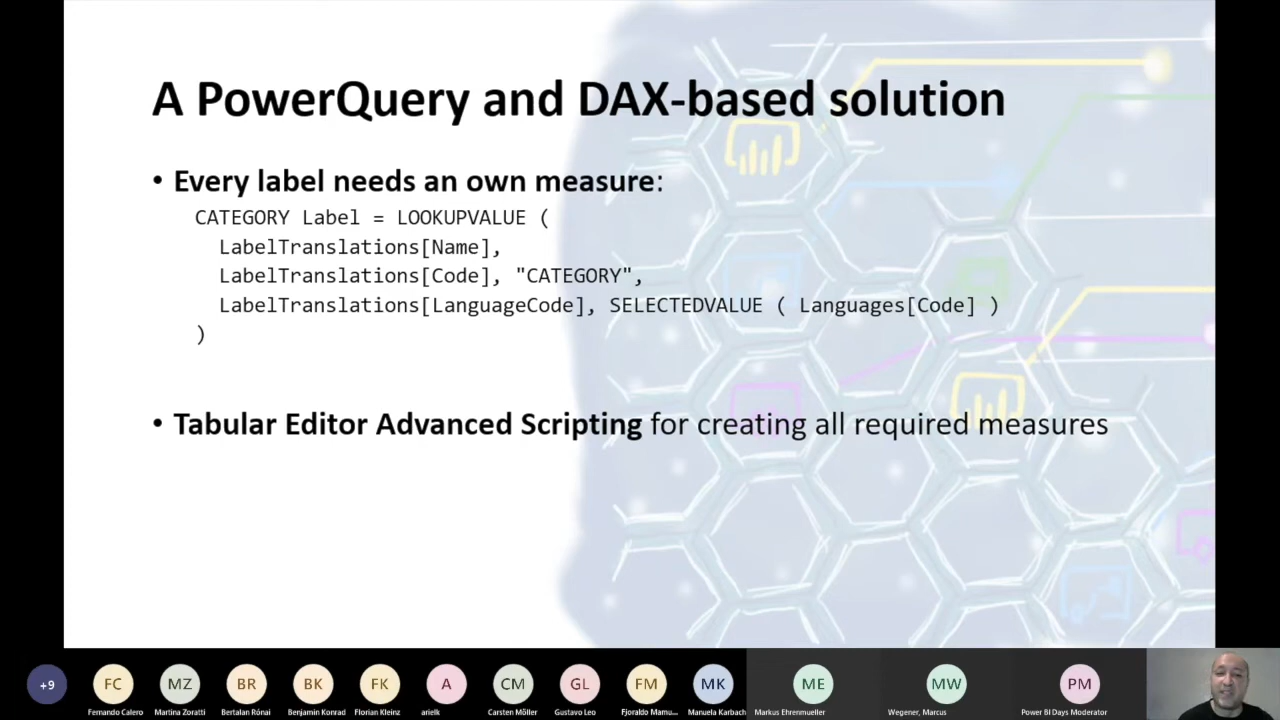 A PowerQuery and DAX-based solution
• Every label needs an own measure:
CATEGORY Label = LOOKUPVALUE (
LabelTranslations[Name],
LabelTranslations[Code], "CATEGORY",
LabelTranslations[LanguageCode], SELECTEDVALUE ( Languages[Code] )
)
• Tabular Editor Advanced Scripting for creating all required measures
+9 FC MZ BR BK FK A CM GL FM MK ME MW PM
Fernando Calero Martina Zoratti Bertalan Rónai Benjamin Konrad Florian Kleinz arielk Carsten Möller Gustavo Leo Fjoraldo Mamu... Manuela Karbach Markus Ehrenmueller Wegener, Marcus Power BI Days Moderator